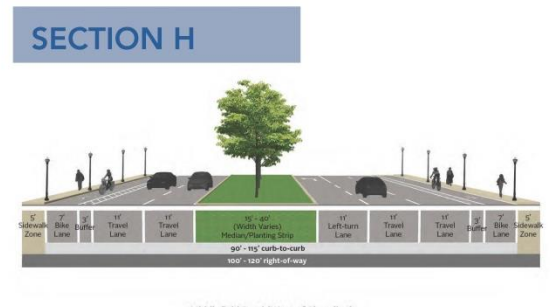 SECTION H
5' Sidewalk Zone
7' Bike Lane
3' Buffer
11' Travel Lane
11' Travel Lane
15' - 40' (Width Varies) Median/Planting Strip
11' Left-turn Lane
11' Travel Lane
11' Travel Lane
3' Buffer
7' Bike Lane
5' Sidewalk Zone
90' - 115' curb-to-curb
100' - 120' right-of-way